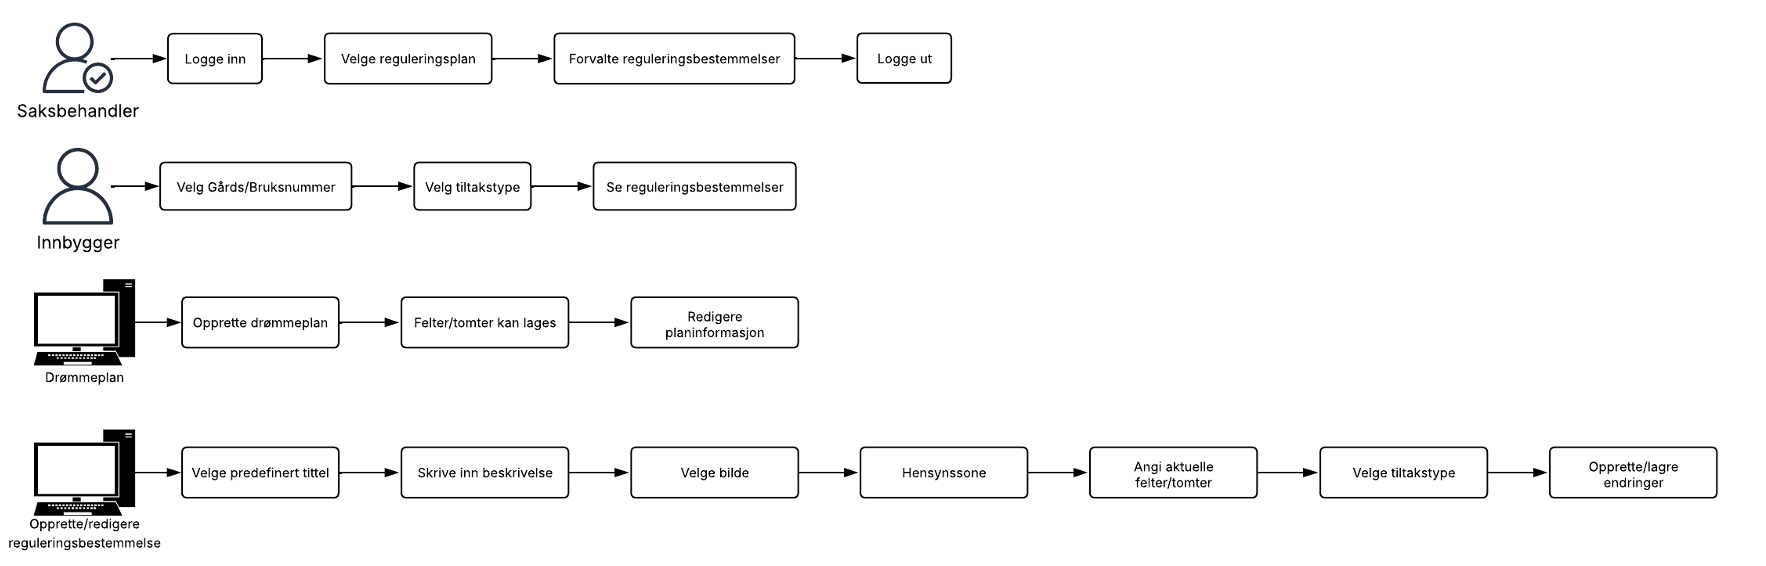 Saksbehandler
Logge inn
Velge reguleringsplan
Forvalte reguleringsbestemmelser
Logge ut
Innbygger
Velg Gårds/Bruksnummer
Velg tiltakstype
Se reguleringsbestemmelser
Drømmeplan
Opprette drømmeplan
Felter/tomter kan lages
Redigere
planinformasjon
Opprette/redigere
reguleringsbestemmelse
Velge predefinert tittel
Skrive inn beskrivelse
Velge bilde
Hensynssone
Angi aktuelle
felter/tomter
Velge tiltakstype
Opprette/lagre
endringer